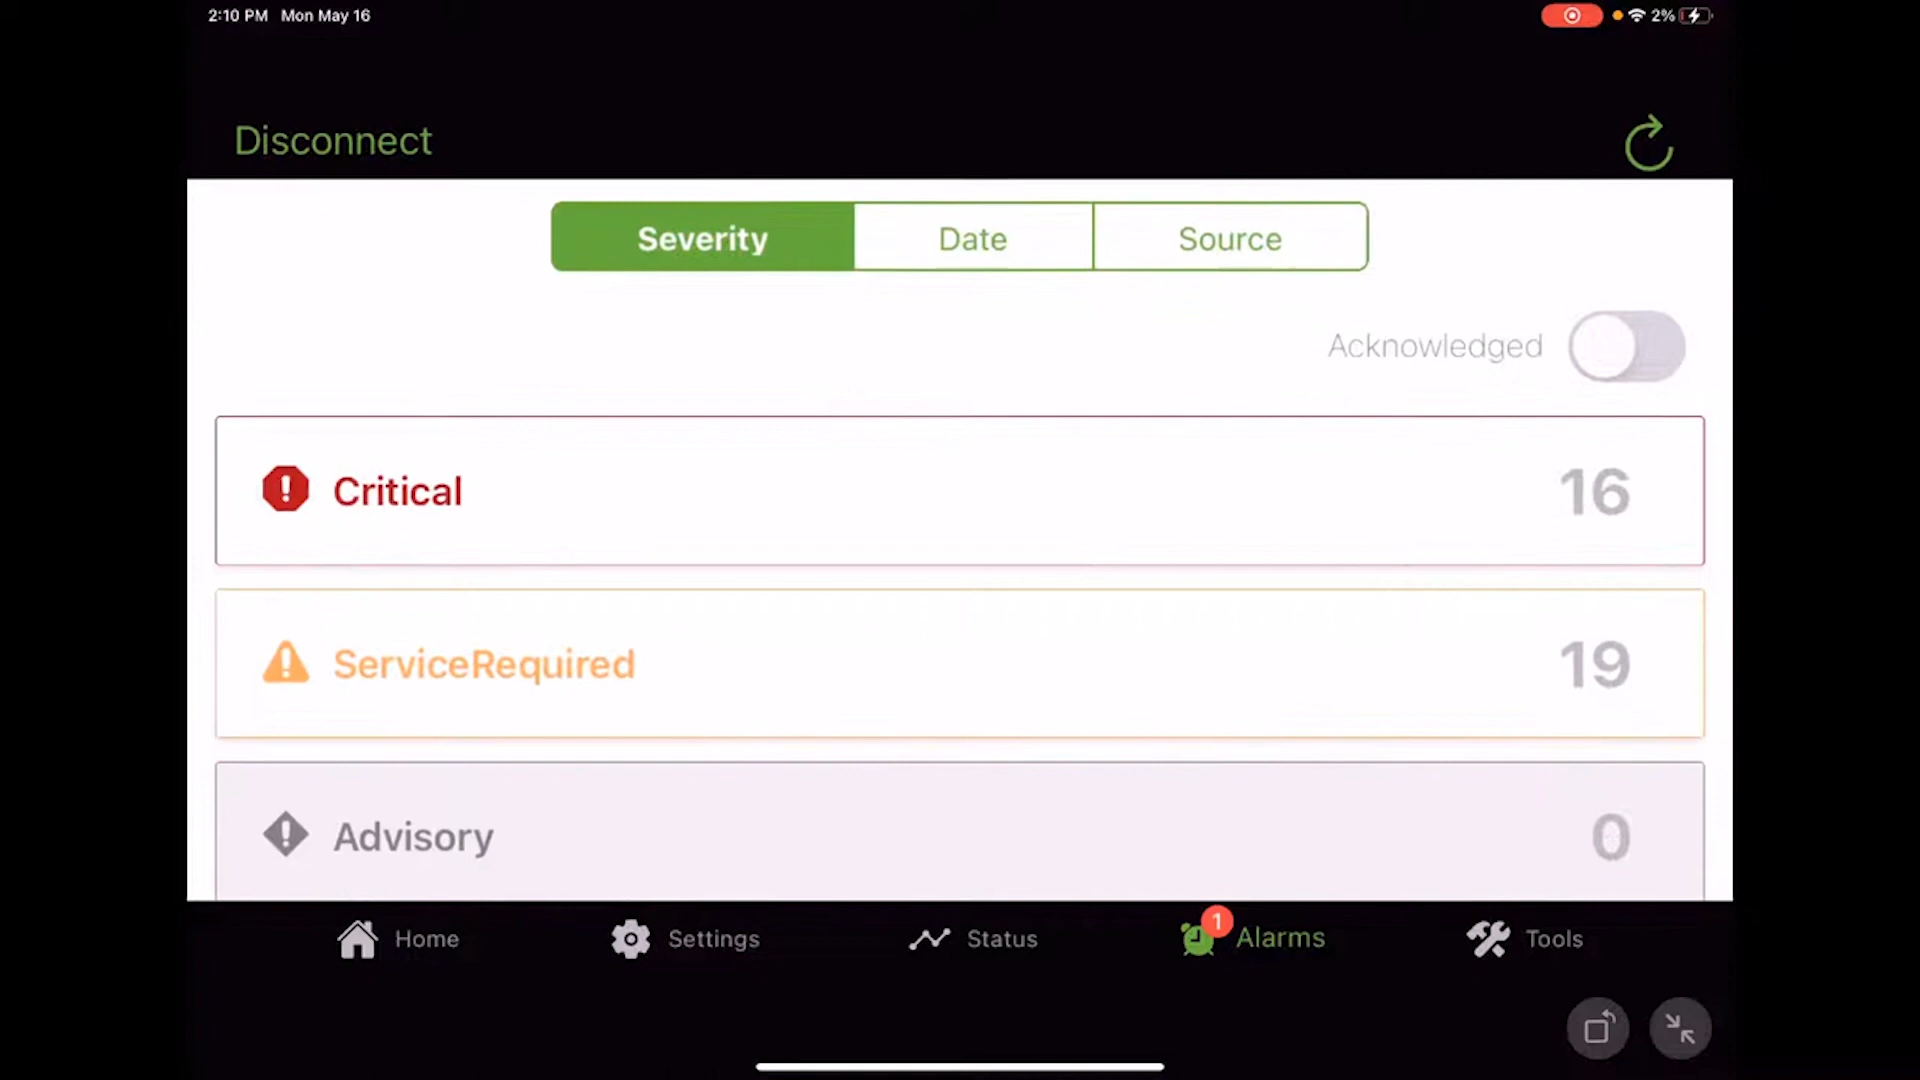 2:10 PM Mon May 16 2%
Disconnect
Severity Date Source
Acknowledged
Critical 16
ServiceRequired 19
Advisory 0
Home Settings Status 1 Alarms Tools